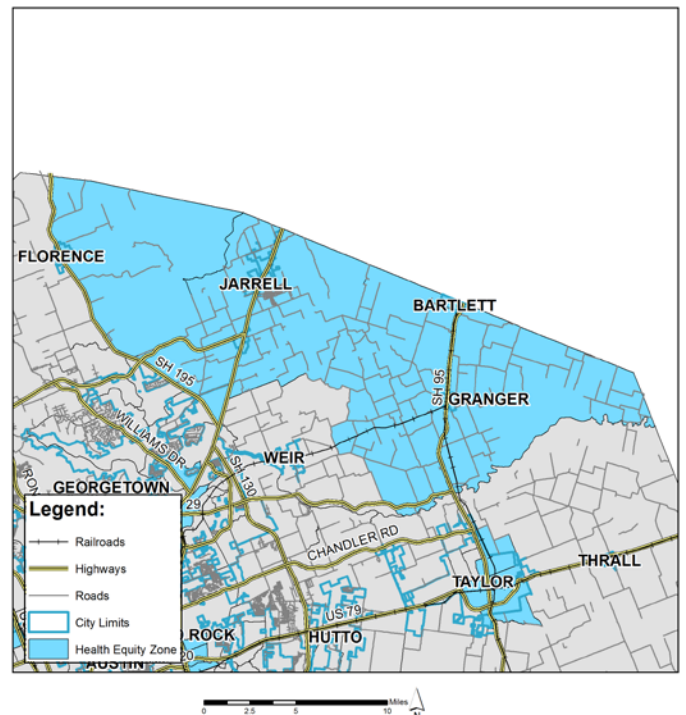 FLORENCE
JARRELL
BARTLETT
SH 195
SH 95
GRANGER
WILLIAMS DR
WEIR
SH 130
RON
GEORGETOWN
29
Legend:
Railroads
Highways
Roads
City Limits
Health Equity Zone
CHANDLER RD
THRALL
TAYLOR
US 79
D ROCK
HUTTO
20
AUSTIN
Miles
0 2.5 5 10
N